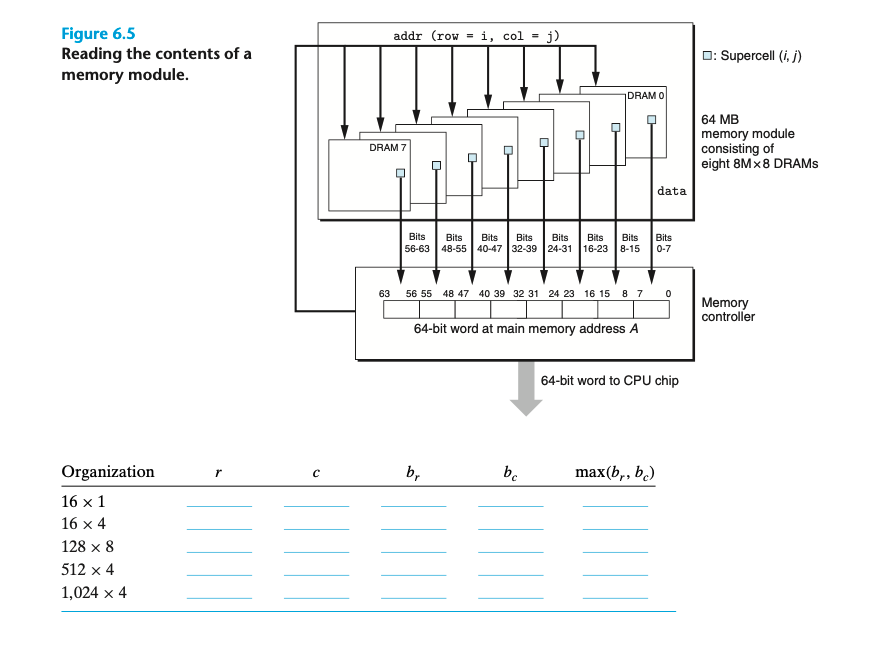 Figure 6.5
Reading the contents of a
memory module.
addr (row = i, col = j)
: Supercell (i, j)
DRAM 0
DRAM 7
64 MB
memory module
consisting of
eight 8M×8 DRAMs
data
Bits 56-63
Bits 48-55
Bits 40-47
Bits 32-39
Bits 24-31
Bits 16-23
Bits 8-15
Bits 0-7
63 56 55 48 47 40 39 32 31 24 23 16 15 8 7 0
64-bit word at main memory address A
Memory
controller
64-bit word to CPU chip
Organization r c b_r b_c max(b_r, b_c)
16 × 1
16 × 4
128 × 8
512 × 4
1,024 × 4